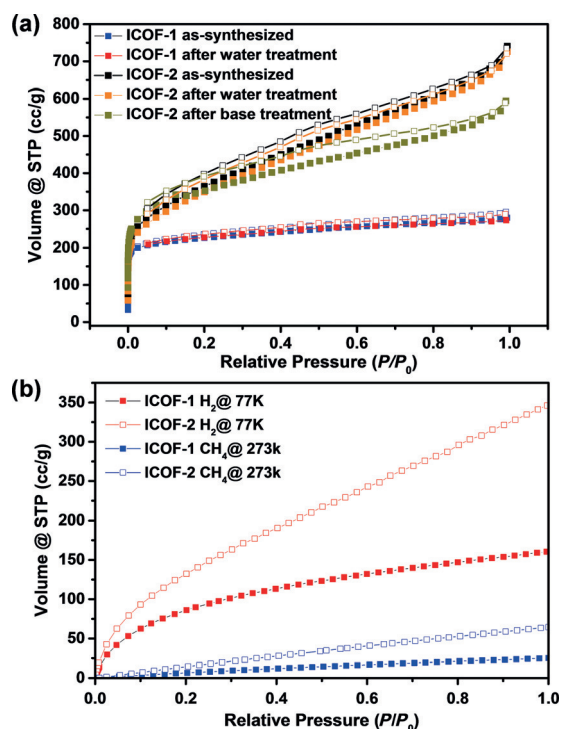 (a)
ICOF-1 as-synthesized
ICOF-1 after water treatment
ICOF-2 as-synthesized
ICOF-2 after water treatment
ICOF-2 after base treatment
800
700
600
500
400
300
200
100
0
Volume @ STP (cc/g)
0.0 0.2 0.4 0.6 0.8 1.0
Relative Pressure (P/P₀)
(b)
ICOF-1 H₂@ 77K
ICOF-2 H₂@ 77K
ICOF-1 CH₄@ 273k
ICOF-2 CH₄@ 273k
350
300
250
200
150
100
50
0
Volume @ STP (cc/g)
0.0 0.2 0.4 0.6 0.8 1.0
Relative Pressure (P/P₀)